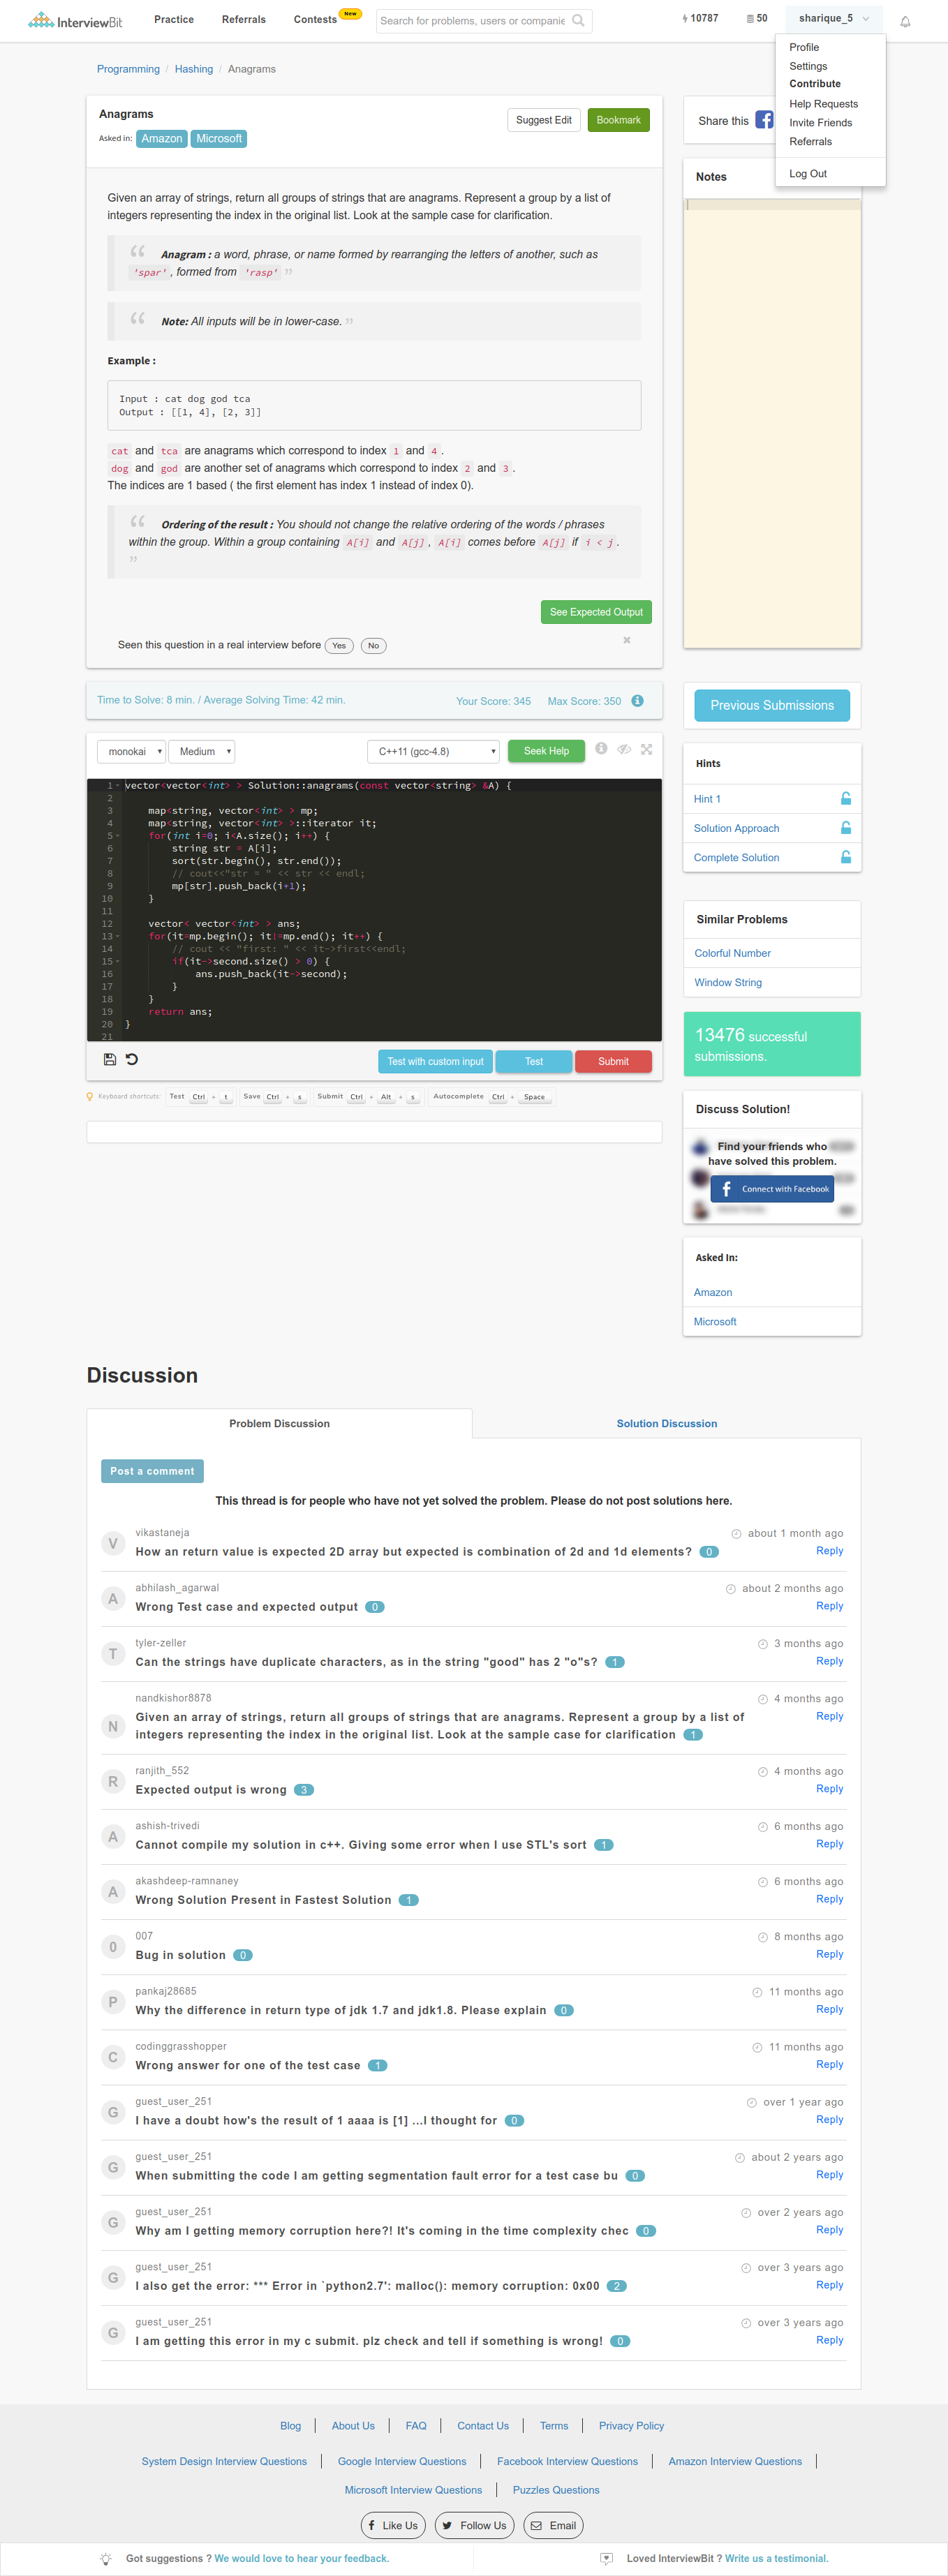 InterviewBit Practice Referrals Contests New Search for problems, users or companie 10787 50 sharique_5
Profile
Settings
Contribute
Help Requests
Invite Friends
Referrals
Log Out
Programming / Hashing / Anagrams
Anagrams
Asked in: Amazon Microsoft
Suggest Edit Bookmark
Given an array of strings, return all groups of strings that are anagrams. Represent a group by a list of
integers representing the index in the original list. Look at the sample case for clarification.
“ Anagram : a word, phrase, or name formed by rearranging the letters of another, such as
'spar' , formed from 'rasp' ”
“ Note: All inputs will be in lower-case. ”
Example :
Input : cat dog god tca
Output : [[1, 4], [2, 3]]
cat and tca are anagrams which correspond to index 1 and 4 .
dog and god are another set of anagrams which correspond to index 2 and 3 .
The indices are 1 based ( the first element has index 1 instead of index 0).
“ Ordering of the result : You should not change the relative ordering of the words / phrases
within the group. Within a group containing A[i] and A[j] , A[i] comes before A[j] if i < j .
”
See Expected Output
Seen this question in a real interview before Yes No
Share this
Notes
Time to Solve: 8 min. / Average Solving Time: 42 min. Your Score: 345 Max Score: 350
monokai Medium C++11 (gcc-4.8) Seek Help
1 vector<vector<int> > Solution::anagrams(const vector<string> &A) {
2
3 map<string, vector<int> > mp;
4 map<string, vector<int> >::iterator it;
5 for(int i=0; i<A.size(); i++) {
6 string str = A[i];
7 sort(str.begin(), str.end());
8 // cout<<"str = " << str << endl;
9 mp[str].push_back(i+1);
10 }
11
12 vector< vector<int> > ans;
13 for(it=mp.begin(); it!=mp.end(); it++) {
14 // cout << "first: " << it->first<<endl;
15 if(it->second.size() > 0) {
16 ans.push_back(it->second);
17 }
18 }
19 return ans;
20 }
21
Test with custom input Test Submit
Keyboard shortcuts: Test Ctrl + t Save Ctrl + s Submit Ctrl + Alt + s Autocomplete Ctrl + Space
Previous Submissions
Hints
Hint 1
Solution Approach
Complete Solution
Similar Problems
Colorful Number
Window String
13476 successful
submissions.
Discuss Solution!
Find your friends who
have solved this problem.
Connect with Facebook
Asked In:
Amazon
Microsoft
Discussion
Problem Discussion Solution Discussion
Post a comment
This thread is for people who have not yet solved the problem. Please do not post solutions here.
V vikastaneja about 1 month ago
How an return value is expected 2D array but expected is combination of 2d and 1d elements? 0 Reply
A abhilash_agarwal about 2 months ago
Wrong Test case and expected output 0 Reply
T tyler-zeller 3 months ago
Can the strings have duplicate characters, as in the string "good" has 2 "o"s? 1 Reply
N nandkishor8878 4 months ago
Given an array of strings, return all groups of strings that are anagrams. Represent a group by a list of Reply
integers representing the index in the original list. Look at the sample case for clarification 1
R ranjith_552 4 months ago
Expected output is wrong 3 Reply
A ashish-trivedi 6 months ago
Cannot compile my solution in c++. Giving some error when I use STL's sort 1 Reply
A akashdeep-ramnaney 6 months ago
Wrong Solution Present in Fastest Solution 1 Reply
0 007 8 months ago
Bug in solution 0 Reply
P pankaj28685 11 months ago
Why the difference in return type of jdk 1.7 and jdk1.8. Please explain 0 Reply
C codinggrasshopper 11 months ago
Wrong answer for one of the test case 1 Reply
G guest_user_251 over 1 year ago
I have a doubt how's the result of 1 aaaa is [1] ...I thought for 0 Reply
G guest_user_251 about 2 years ago
When submitting the code I am getting segmentation fault error for a test case bu 0 Reply
G guest_user_251 over 2 years ago
Why am I getting memory corruption here?! It's coming in the time complexity chec 0 Reply
G guest_user_251 over 3 years ago
I also get the error: *** Error in `python2.7': malloc(): memory corruption: 0x00 2 Reply
G guest_user_251 over 3 years ago
I am getting this error in my c submit. plz check and tell if something is wrong! 0 Reply
Blog About Us FAQ Contact Us Terms Privacy Policy
System Design Interview Questions Google Interview Questions Facebook Interview Questions Amazon Interview Questions
Microsoft Interview Questions Puzzles Questions
Like Us Follow Us Email
Got suggestions ? We would love to hear your feedback. Loved InterviewBit ? Write us a testimonial.